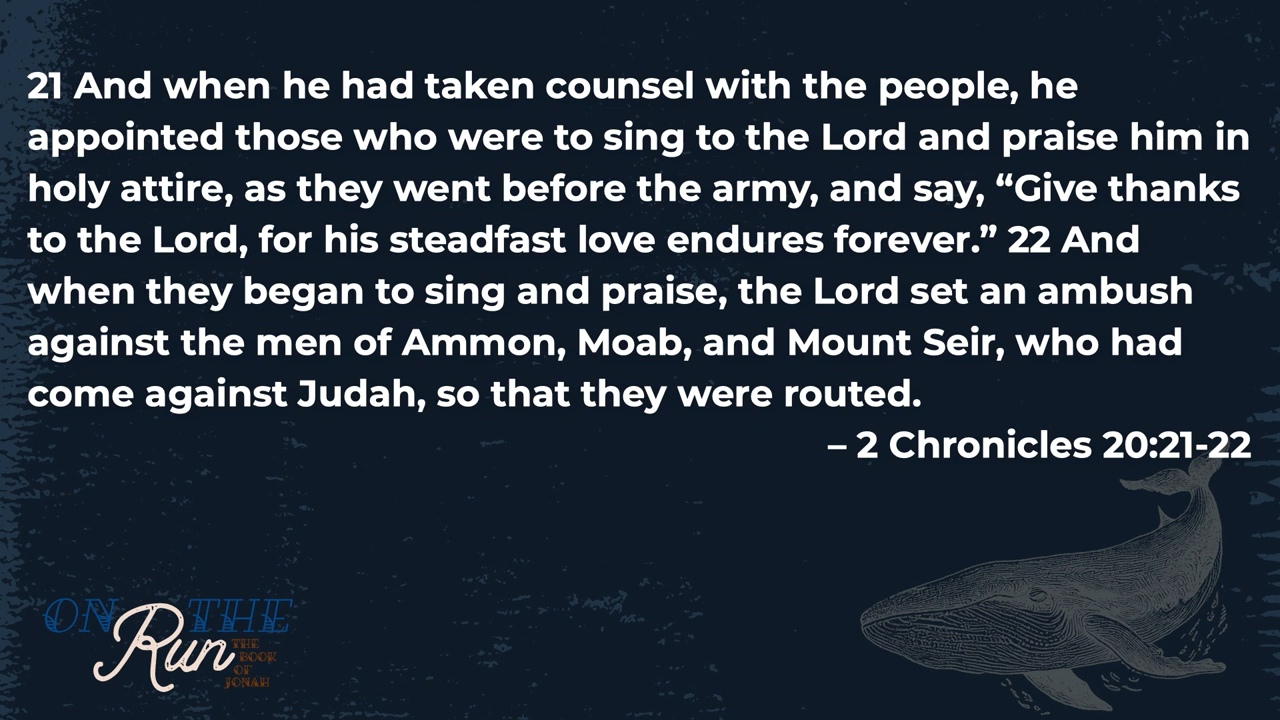 21 And when he had taken counsel with the people, he
appointed those who were to sing to the Lord and praise him in
holy attire, as they went before the army, and say, “Give thanks
to the Lord, for his steadfast love endures forever.” 22 And
when they began to sing and praise, the Lord set an ambush
against the men of Ammon, Moab, and Mount Seir, who had
come against Judah, so that they were routed.
– 2 Chronicles 20:21-22
ON THE
Run
THE
BOOK
OF
JONAH